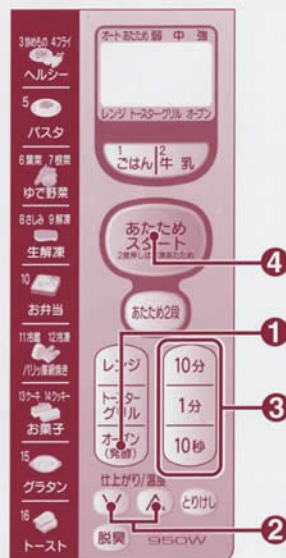 3炒めもの 4フライ
ヘルシー
5
パスタ
6葉菜 7根菜
ゆで野菜
8さしみ 9解凍
生解凍
10
お弁当
11冷蔵 12冷凍
パリッ事続焼き
13ケーキ 14クッキー
お菓子
15
グラタン
16
トースト
オートあたため 弱 中 強
レンジ トースターグリル オーブン
1 ごはん 2 牛乳
あたため
スタート
あたため2段
レンジ
トースター
グリル
オーブン
(発酵)
10分
1分
10秒
仕上がり/温度
とりけし
脱臭
950W
4
1
3
2